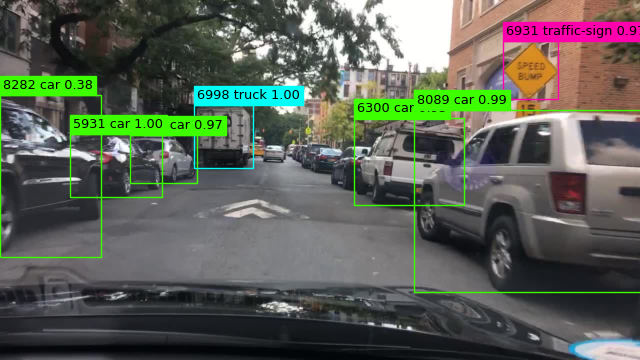 6931 traffic-sign 0.97
8282 car 0.38
6998 truck 1.00
6300 car
8089 car 0.99
5931 car 1.00
car 0.97
SPEED
BUMP
15